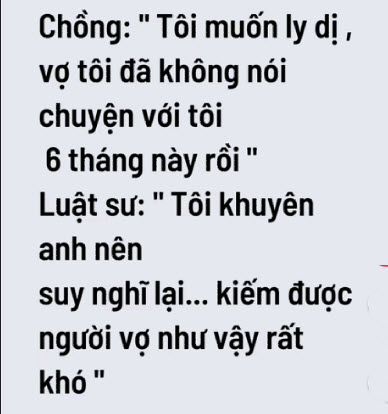 Chồng: " Tôi muốn ly dị ,
vợ tôi đã không nói
chuyện với tôi
6 tháng này rồi "
Luật sư: " Tôi khuyên
anh nên
suy nghĩ lại... kiếm được
người vợ như vậy rất
khó "